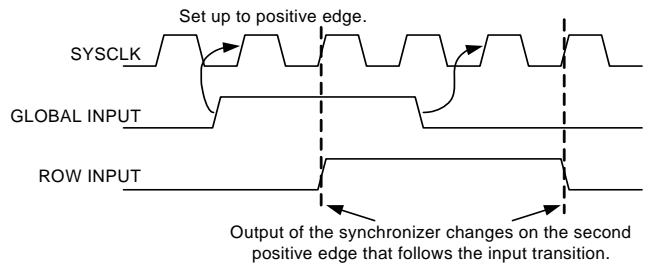 Set up to positive edge.
SYSCLK
GLOBAL INPUT
ROW INPUT
Output of the synchronizer changes on the second
positive edge that follows the input transition.